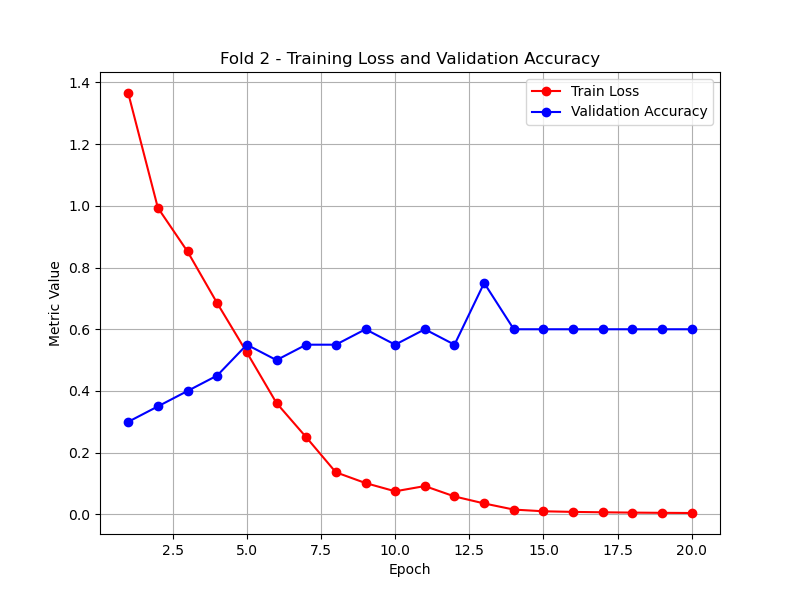 Fold 2 - Training Loss and Validation Accuracy
Train Loss
Validation Accuracy
1.4
1.2
1.0
0.8
0.6
0.4
0.2
0.0
Metric Value
2.5 5.0 7.5 10.0 12.5 15.0 17.5 20.0
Epoch